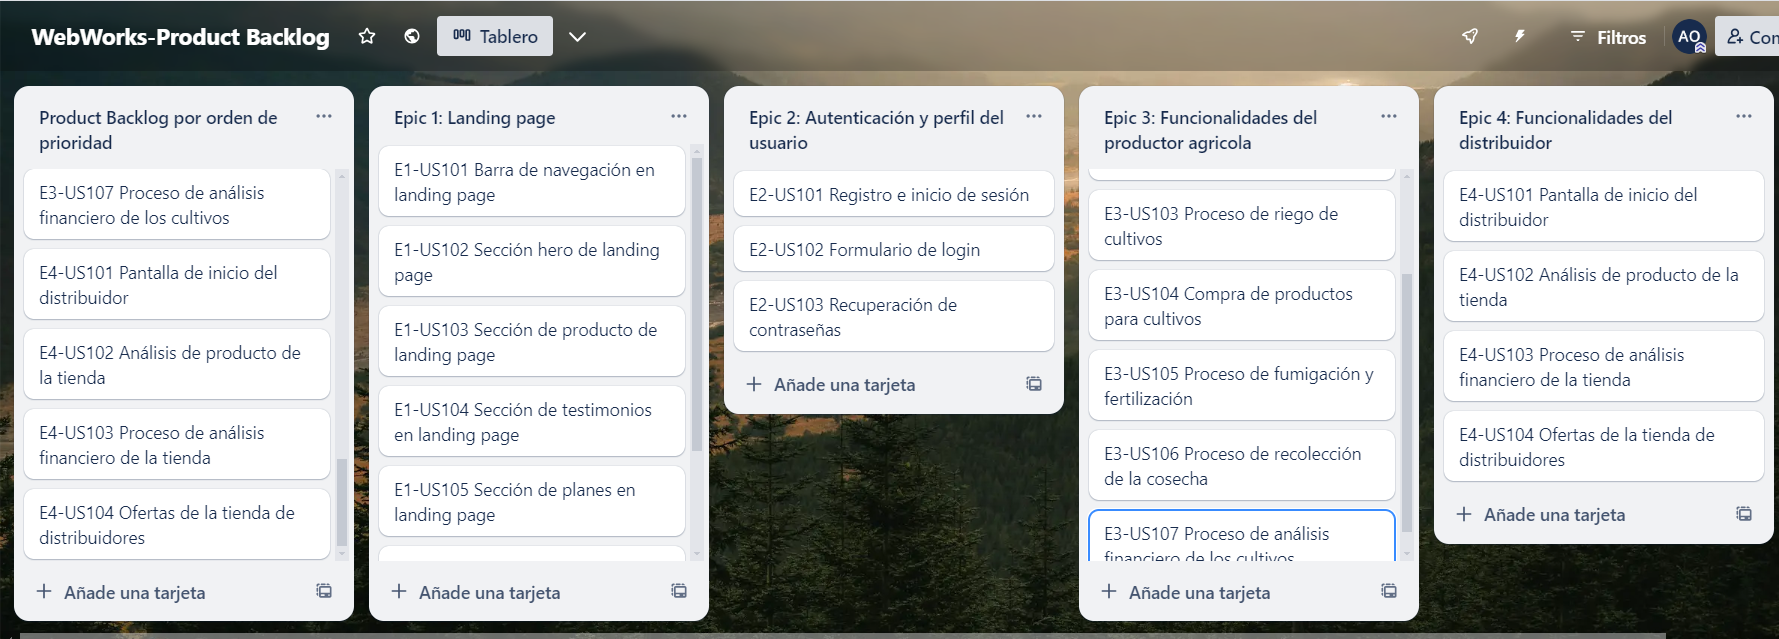 WebWorks-Product Backlog
Tablero
Filtros
AO
Product Backlog por orden de
prioridad
E3-US107 Proceso de análisis
financiero de los cultivos
E4-US101 Pantalla de inicio del
distribuidor
E4-US102 Análisis de producto de
la tienda
E4-US103 Proceso de análisis
financiero de la tienda
E4-US104 Ofertas de la tienda de
distribuidores
Añade una tarjeta
Epic 1: Landing page
E1-US101 Barra de navegación en
landing page
E1-US102 Sección hero de landing
page
E1-US103 Sección de producto de
landing page
E1-US104 Sección de testimonios
en landing page
E1-US105 Sección de planes en
landing page
Añade una tarjeta
Epic 2: Autenticación y perfil del
usuario
E2-US101 Registro e inicio de sesión
E2-US102 Formulario de login
E2-US103 Recuperación de
contraseñas
Añade una tarjeta
Epic 3: Funcionalidades del
productor agricola
E3-US103 Proceso de riego de
cultivos
E3-US104 Compra de productos
para cultivos
E3-US105 Proceso de fumigación y
fertilización
E3-US106 Proceso de recolección
de la cosecha
E3-US107 Proceso de análisis
financiero de los cultivos
Añade una tarjeta
Epic 4: Funcionalidades del
distribuidor
E4-US101 Pantalla de inicio del
distribuidor
E4-US102 Análisis de producto de la
tienda
E4-US103 Proceso de análisis
financiero de la tienda
E4-US104 Ofertas de la tienda de
distribuidores
Añade una tarjeta